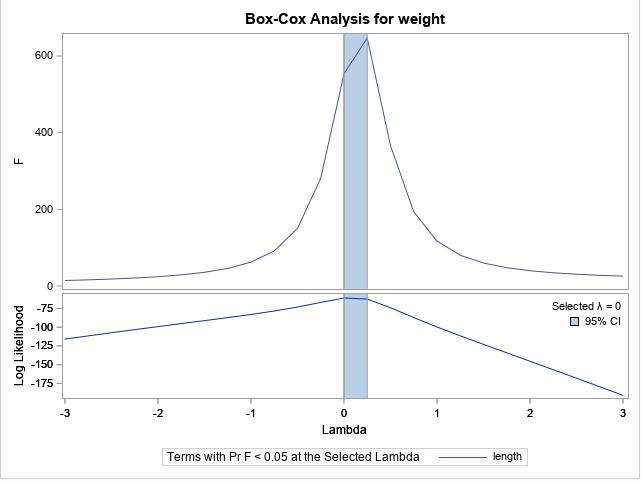 Box-Cox Analysis for weight
F
600
400
200
0
Log Likelihood
-75
-100
-125
-150
-175
Selected λ = 0
95% CI
-3 -2 -1 0 1 2 3
Lambda
Terms with Pr F < 0.05 at the Selected Lambda length